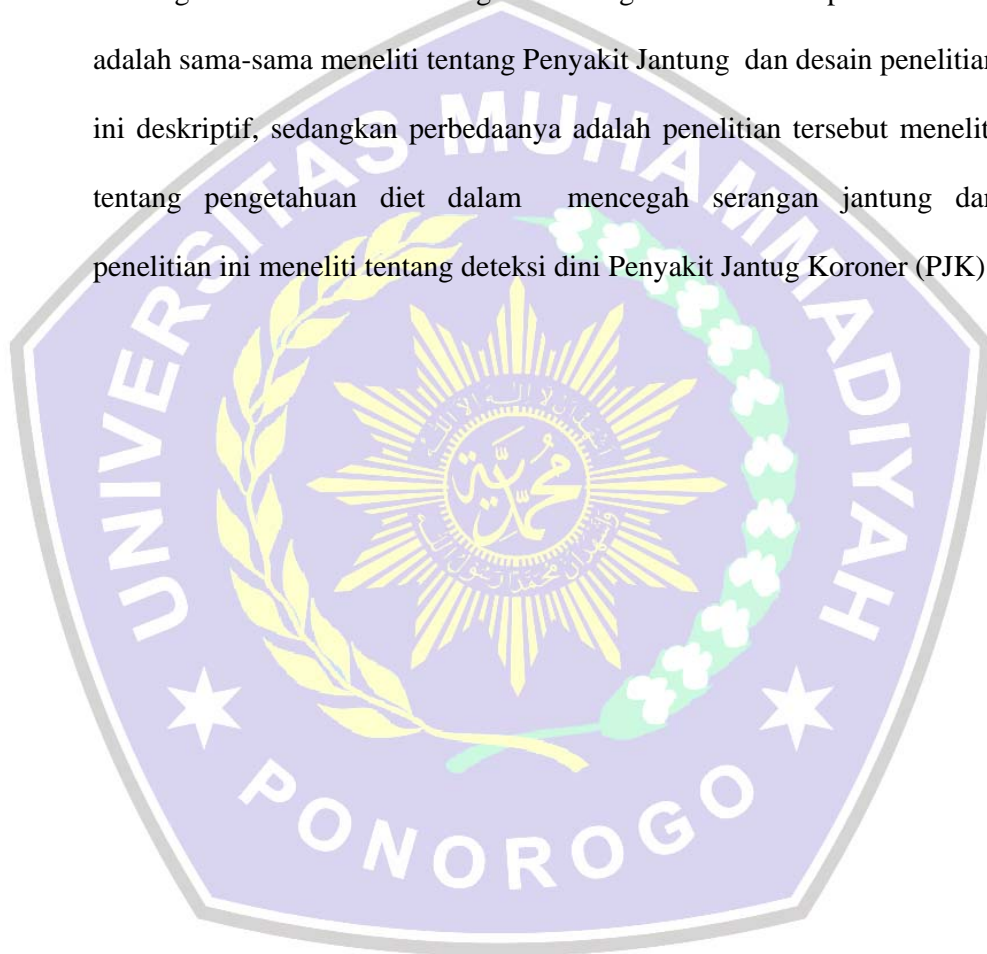 adalah sama-sama meneliti tentang Penyakit Jantung dan desain penelitian
ini deskriptif, sedangkan perbedaanya adalah penelitian tersebut meneliti
tentang pengetahuan diet dalam mencegah serangan jantung dan
penelitian ini meneliti tentang deteksi dini Penyakit Jantug Koroner (PJK)
UNIVERSITAS MUHAMMADIYAH
PONOROGO